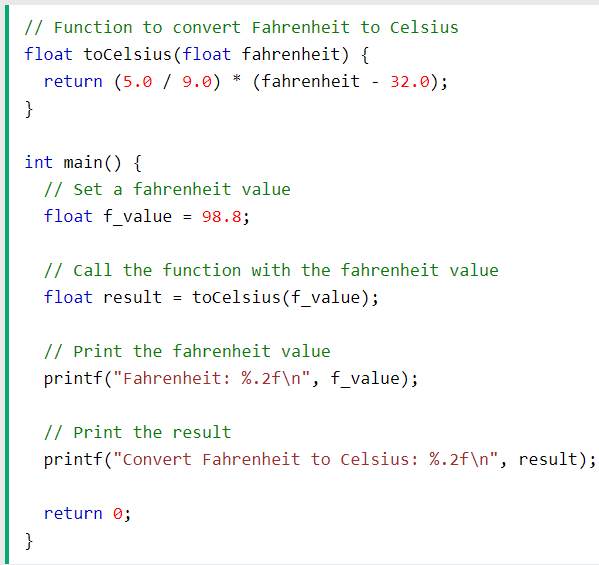 // Function to convert Fahrenheit to Celsius
float toCelsius(float fahrenheit) {
  return (5.0 / 9.0) * (fahrenheit - 32.0);
}

int main() {
  // Set a fahrenheit value
  float f_value = 98.8;

  // Call the function with the fahrenheit value
  float result = toCelsius(f_value);

  // Print the fahrenheit value
  printf("Fahrenheit: %.2f\n", f_value);

  // Print the result
  printf("Convert Fahrenheit to Celsius: %.2f\n", result);

  return 0;
}